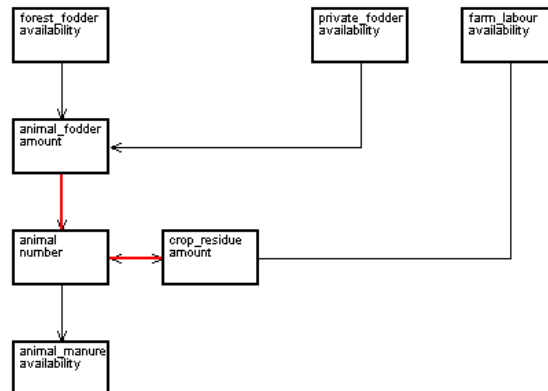 forest_fodder
availability
private_fodder
availability
farm_labour
availability
animal_fodder
amount
animal
number
crop_residue
amount
animal_manure
availability